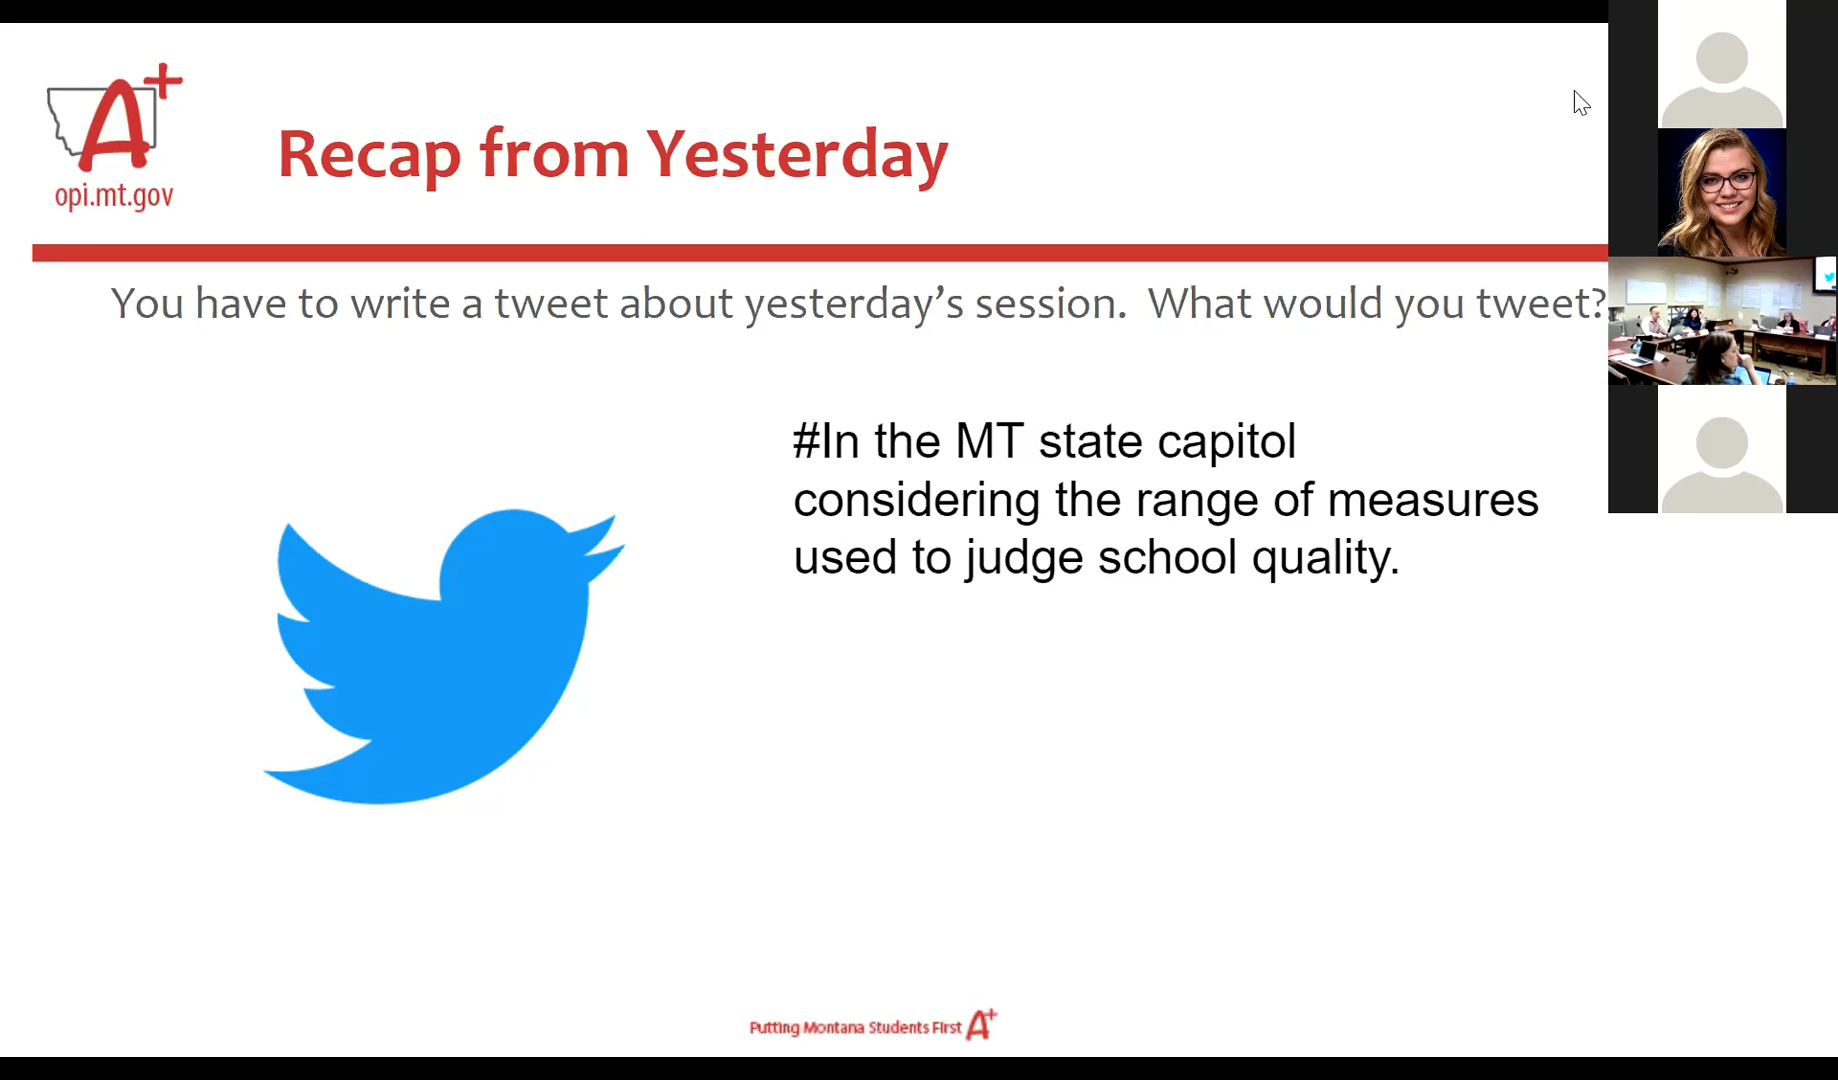 A+
opi.mt.gov
Recap from Yesterday
You have to write a tweet about yesterday’s session.  What would you tweet?
#In the MT state capitol
considering the range of measures
used to judge school quality.
Putting Montana Students First A+